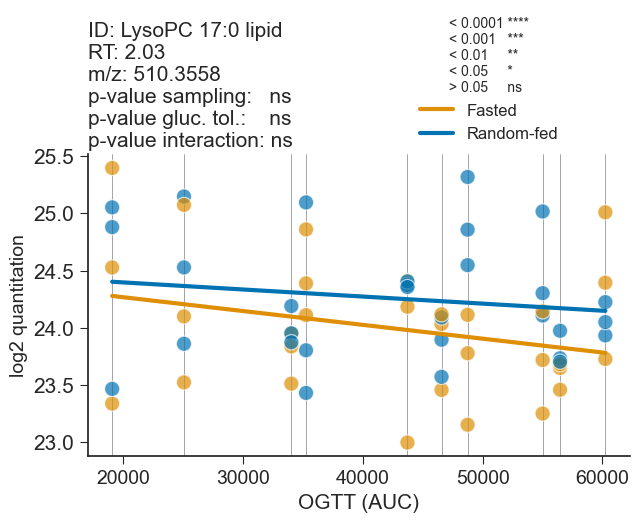 ID: LysoPC 17:0 lipid
RT: 2.03
m/z: 510.3558
p-value sampling: ns
p-value gluc. tol.: ns
p-value interaction: ns
< 0.0001 ****
< 0.001 ***
< 0.01 **
< 0.05 *
> 0.05 ns
Fasted
Random-fed
25.5
25.0
24.5
24.0
23.5
23.0
log2 quantitation
20000 30000 40000 50000 60000
OGTT (AUC)